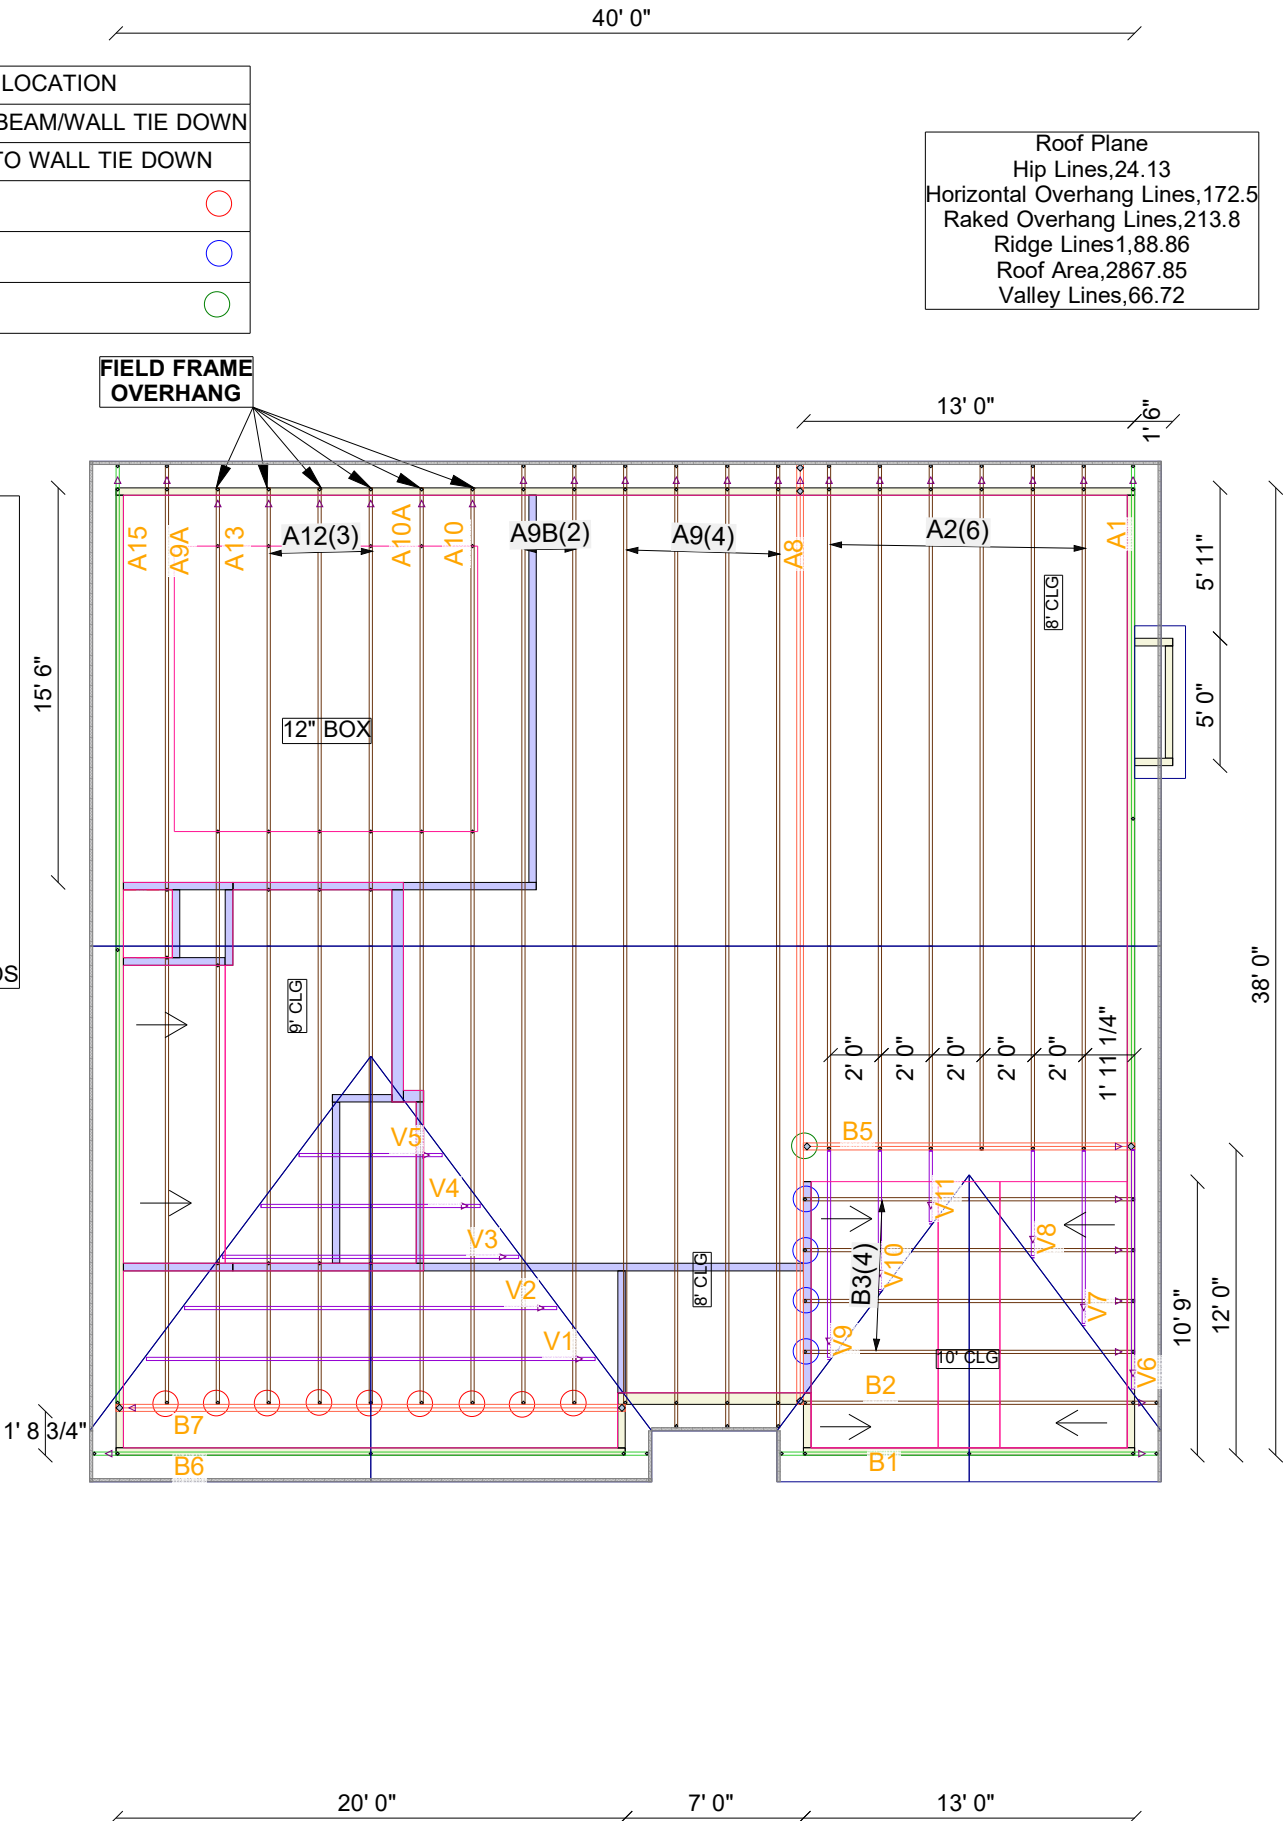 40' 0"
LOCATION
BEAM/WALL TIE DOWN
TO WALL TIE DOWN
Roof Plane
Hip Lines,24.13
Horizontal Overhang Lines,172.5
Raked Overhang Lines,213.8
Ridge Lines1,88.86
Roof Area,2867.85
Valley Lines,66.72
FIELD FRAME
OVERHANG
13' 0"
1' 6"
A15
A9A
A13
A12(3)
A10A
A10
A9B(2)
A9(4)
A8
A2(6)
A1
5' 11"
8' CLG
15' 6"
5' 0"
12" BOX
OS
38' 0"
9' CLG
2' 0"
2' 0"
2' 0"
2' 0"
2' 0"
1' 11 1/4"
B5
V5
V4
V3
V2
V1
V11
V10
V9
V8
V7
V6
B3(4)
8' CLG
10' CLG
10' 9"
12' 0"
B2
1' 8 3/4"
B7
B6
B1
20' 0"
7' 0"
13' 0"